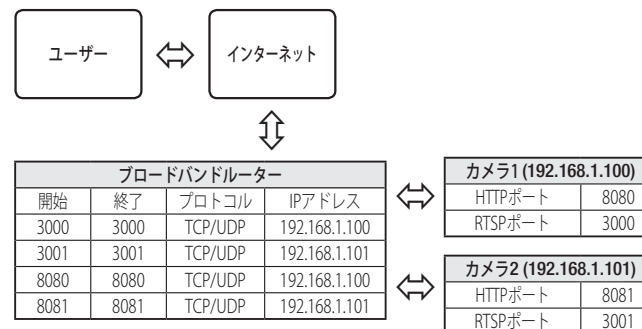 ユーザー
インターネット
ブロードバンドルーター
開始 終了 プロトコル IPアドレス
3000 3000 TCP/UDP 192.168.1.100
3001 3001 TCP/UDP 192.168.1.101
8080 8080 TCP/UDP 192.168.1.100
8081 8081 TCP/UDP 192.168.1.101
カメラ1 (192.168.1.100)
HTTPポート 8080
RTSPポート 3000
カメラ2 (192.168.1.101)
HTTPポート 8081
RTSPポート 3001